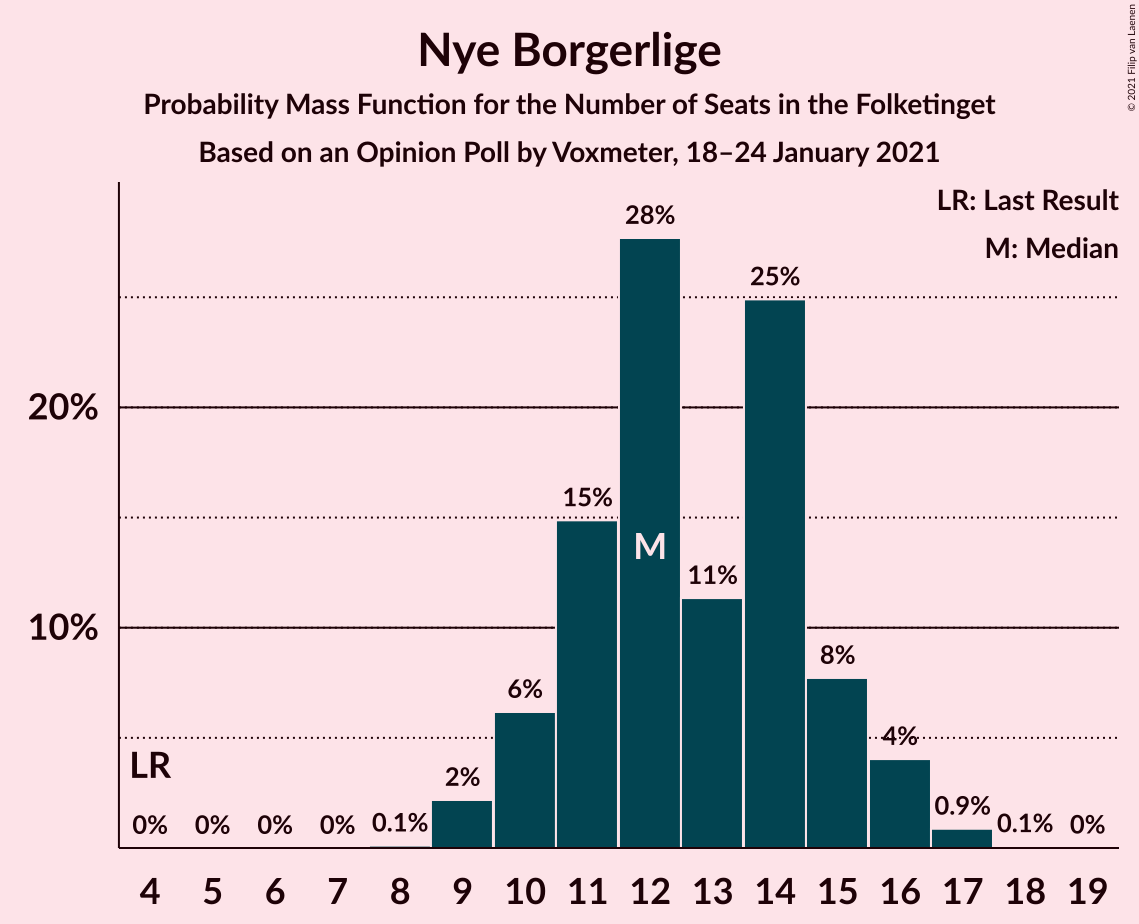 © 2021 Filip van Laenen
Nye Borgerlige
Probability Mass Function for the Number of Seats in the Folketinget
Based on an Opinion Poll by Voxmeter, 18–24 January 2021
LR: Last Result
M: Median
28%
25%
20%
15%
M
11%
10%
8%
6%
4%
LR
2%
0% 0% 0% 0% 0.1% 0.9% 0.1% 0%
4 5 6 7 8 9 10 11 12 13 14 15 16 17 18 19